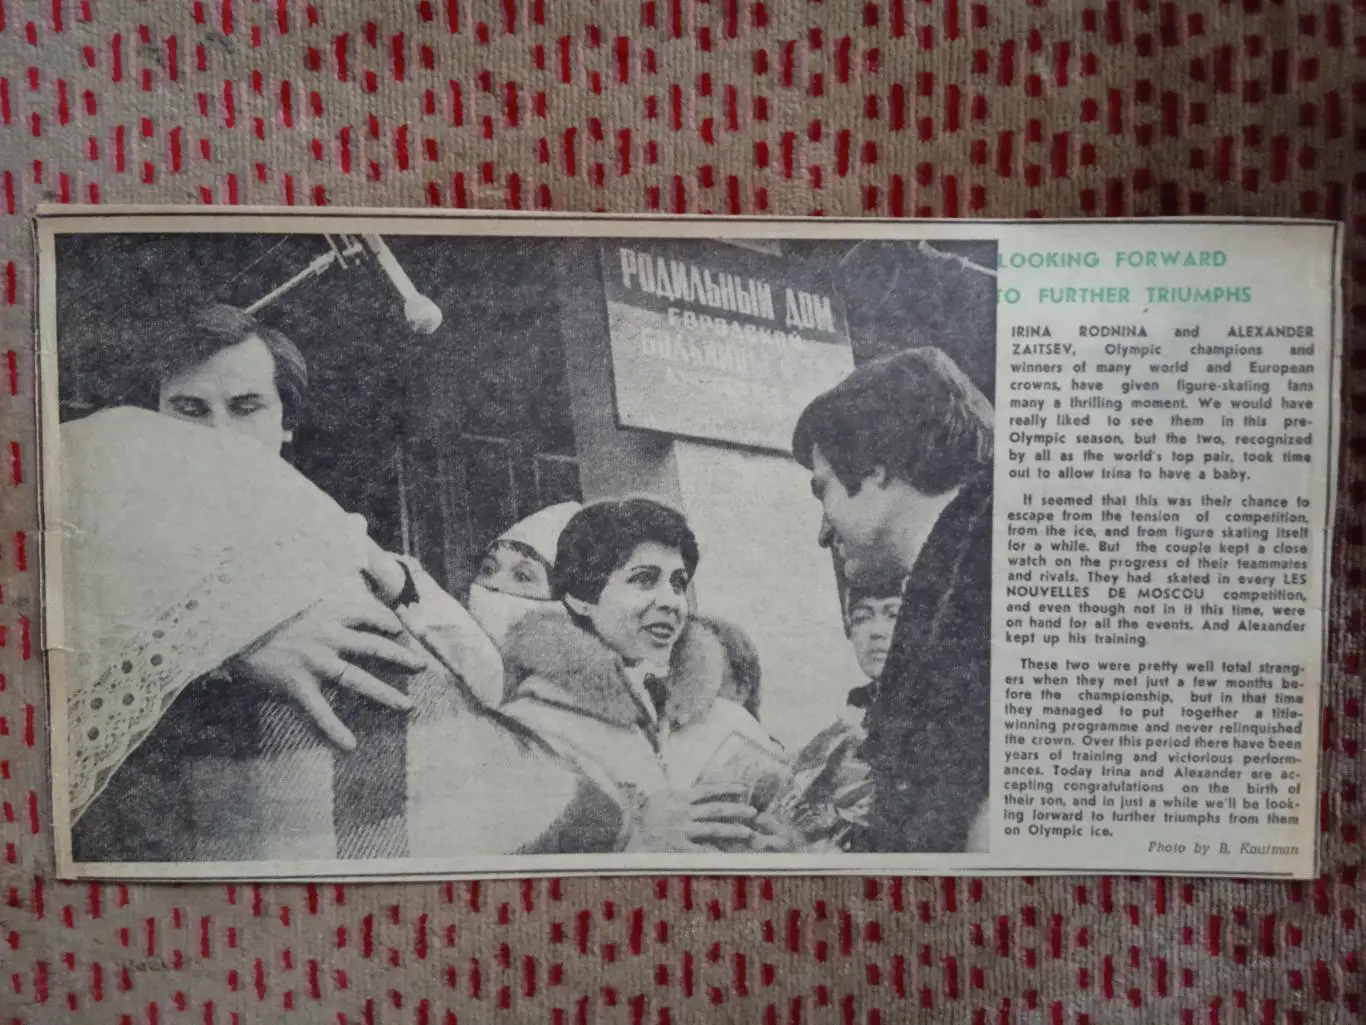 РОДИЛЬНЫЙ ДОМ
ГОРОДСКОЙ
LOOKING FORWARD
TO FURTHER TRIUMPHS
IRINA RODNINA and ALEXANDER
ZAITSEV, Olympic champions and
winners of many world and European
crowns, have given figure-skating fans
many a thrilling moment. We would have
really liked to see them in this pre-
Olympic season, but the two, recognized
by all as the world's top pair, took time
out to allow Irina to have a baby.
It seemed that this was their chance to
escape from the tension of competition,
from the ice, and from figure skating itself
for a while. But the couple kept a close
watch on the progress of their teammates
and rivals. They had skated in every LES
NOUVELLES DE MOSCOU competition,
and even though not in it this time, were
on hand for all the events. And Alexander
kept up his training.
These two were pretty well total strang-
ers when they met just a few months be-
fore the championship, but in that time
they managed to put together a title-
winning programme and never relinquished
the crown. Over this period there have been
years of training and victorious perform-
ances. Today Irina and Alexander are ac-
cepting congratulations on the birth of
their son, and in just a while we'll be look-
ing forward to further triumphs from them
on Olympic ice.
Photo by B. Kaufman